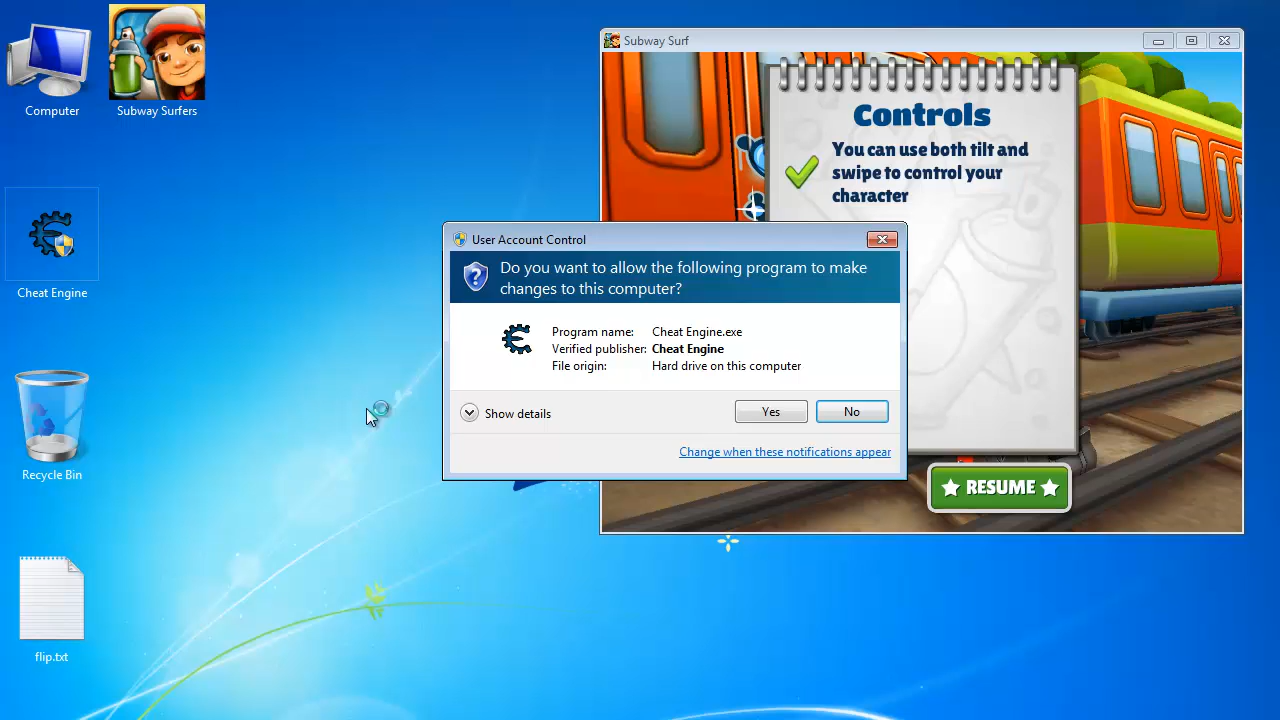 Computer
Subway Surfers
Cheat Engine
Recycle Bin
flip.txt
Subway Surf
Controls
You can use both tilt and
swipe to control your
character
RESUME
User Account Control
Do you want to allow the following program to make
changes to this computer?
Program name: Cheat Engine.exe
Verified publisher: Cheat Engine
File origin: Hard drive on this computer
Show details
Yes
No
Change when these notifications appear